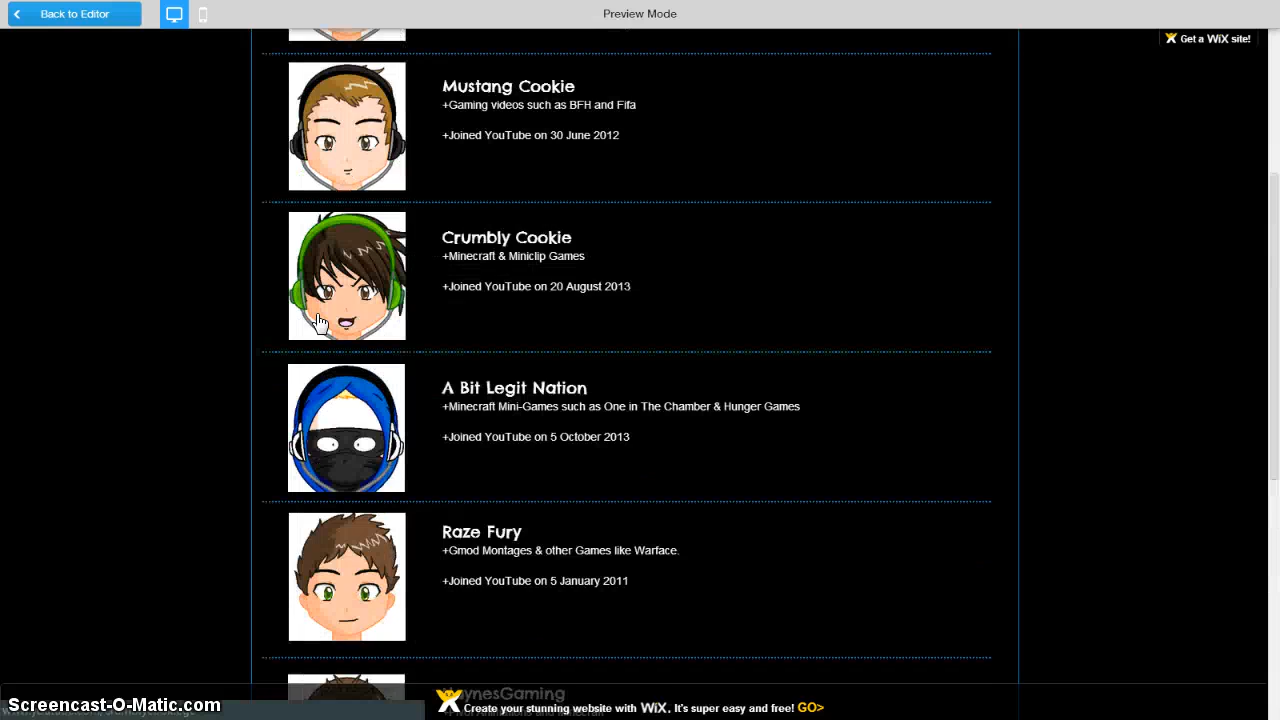 Back to Editor
Preview Mode
Get a WiX site!
Mustang Cookie
+Gaming videos such as BFH and Fifa
+Joined YouTube on 30 June 2012
Crumbly Cookie
+Minecraft & Miniclip Games
+Joined YouTube on 20 August 2013
A Bit Legit Nation
+Minecraft Mini-Games such as One in The Chamber & Hunger Games
+Joined YouTube on 5 October 2013
Raze Fury
+Gmod Montages & other Games like Warface.
+Joined YouTube on 5 January 2011
Screencast-O-Matic.com
Create your stunning website with WiX. It's super easy and free! GO>